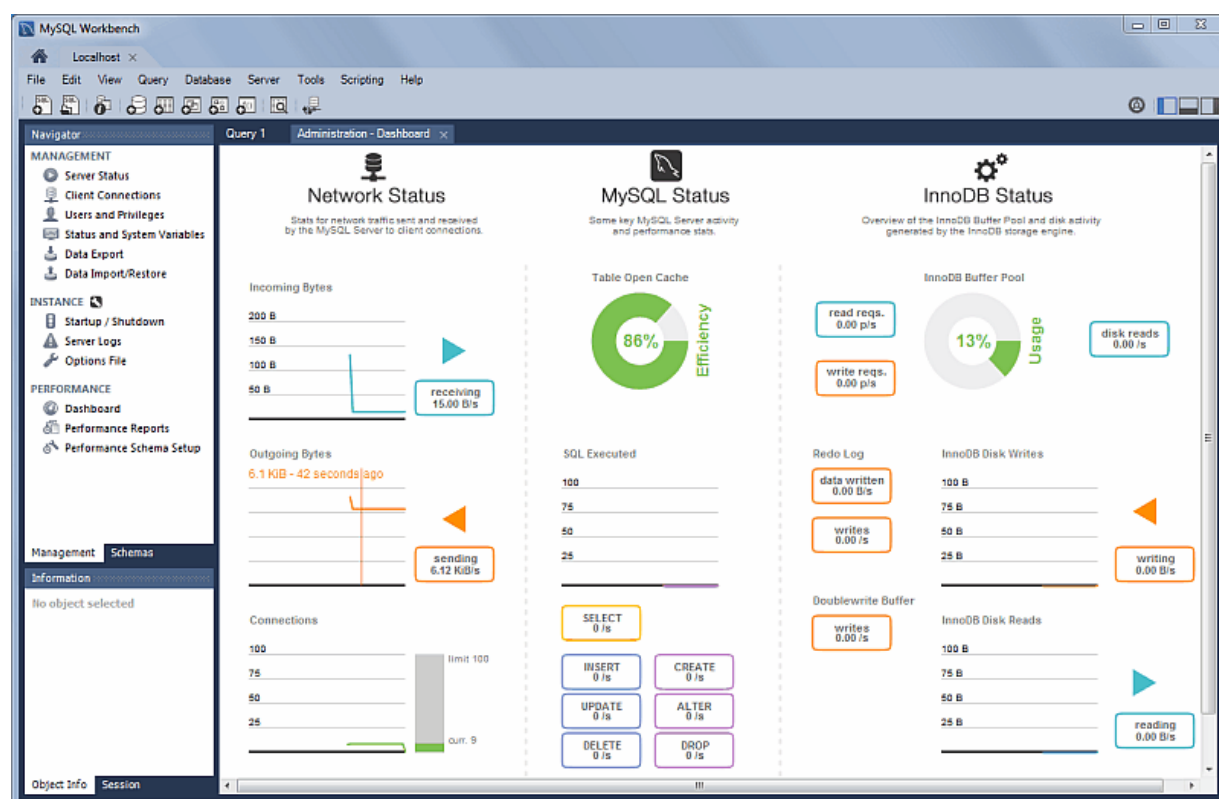 MySQL Workbench
Localhost
File Edit View Query Database Server Tools Scripting Help
Navigator
MANAGEMENT
Server Status
Client Connections
Users and Privileges
Status and System Variables
Data Export
Data Import/Restore
INSTANCE
Startup / Shutdown
Server Logs
Options File
PERFORMANCE
Dashboard
Performance Reports
Performance Schema Setup
Management Schemas
Information
No object selected
Object Info Session
Query 1 Administration - Dashboard
Network Status
Stats for network traffic sent and received
by the MySQL Server to client connections.
Incoming Bytes
200 B
150 B
100 B
50 B
receiving
15.00 B/s
Outgoing Bytes
6.1 KiB - 42 seconds ago
sending
6.12 KiB/s
Connections
100
75
50
25
limit 100
curr. 9
MySQL Status
Some key MySQL Server activity
and performance stats.
Table Open Cache
86%
Efficiency
SQL Executed
100
75
50
25
SELECT
0 /s
INSERT
0 /s
CREATE
0 /s
UPDATE
0 /s
ALTER
0 /s
DELETE
0 /s
DROP
0 /s
InnoDB Status
Overview of the InnoDB Buffer Pool and disk activity
generated by the InnoDB storage engine.
InnoDB Buffer Pool
read reqs.
0.00 p/s
write reqs.
0.00 p/s
13%
Usage
disk reads
0.00 /s
Redo Log
data written
0.00 B/s
writes
0.00 /s
InnoDB Disk Writes
100 B
75 B
50 B
25 B
writing
0.00 B/s
Doublewrite Buffer
writes
0.00 /s
InnoDB Disk Reads
100 B
75 B
50 B
25 B
reading
0.00 B/s